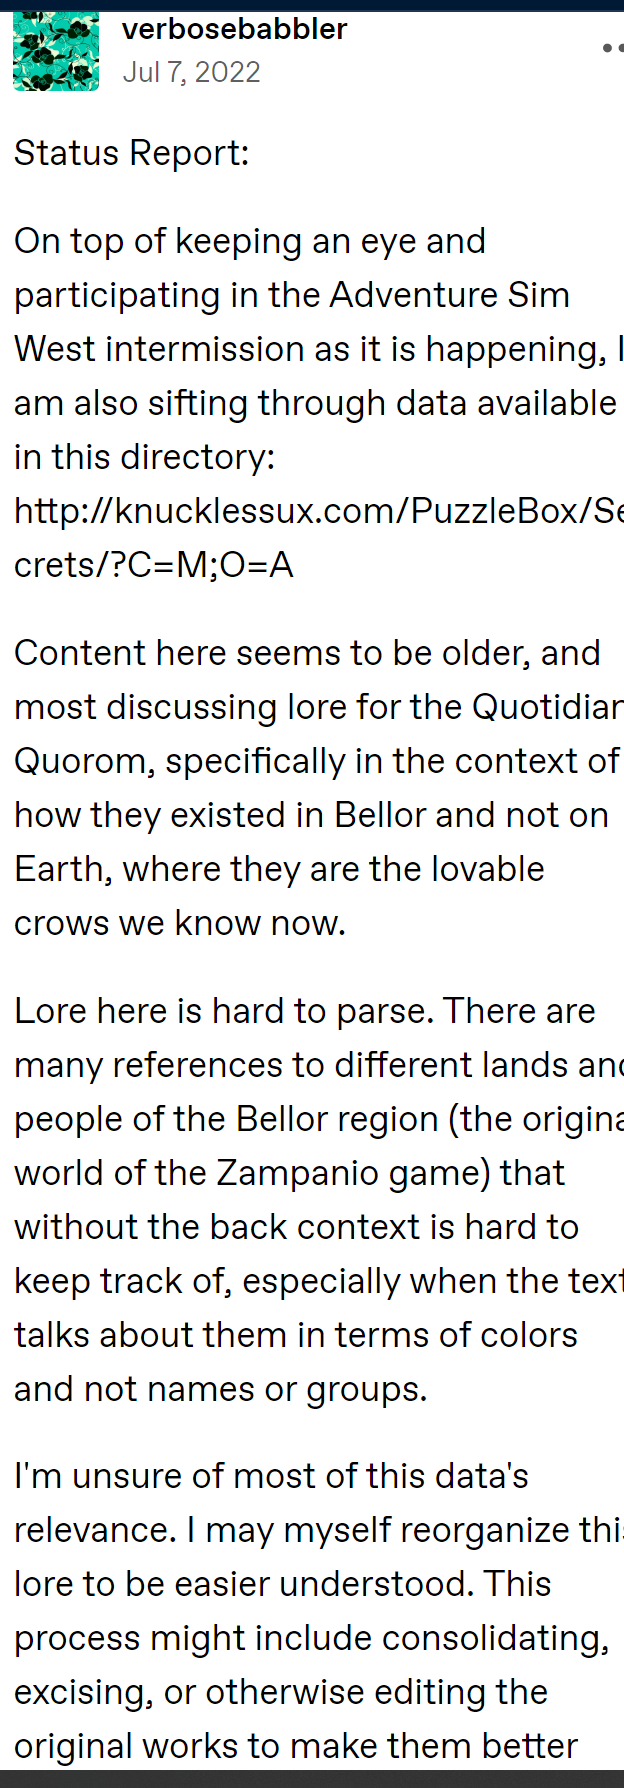 verbosebabbler
Jul 7, 2022
Status Report:
On top of keeping an eye and
participating in the Adventure Sim
West intermission as it is happening, I
am also sifting through data available
in this directory:
http://knucklessux.com/PuzzleBox/Se
crets/?C=M;O=A
Content here seems to be older, and
most discussing lore for the Quotidian
Quorom, specifically in the context of
how they existed in Bellor and not on
Earth, where they are the lovable
crows we know now.
Lore here is hard to parse. There are
many references to different lands and
people of the Bellor region (the origina
world of the Zampanio game) that
without the back context is hard to
keep track of, especially when the text
talks about them in terms of colors
and not names or groups.
I'm unsure of most of this data's
relevance. I may myself reorganize this
lore to be easier understood. This
process might include consolidating,
excising, or otherwise editing the
original works to make them better